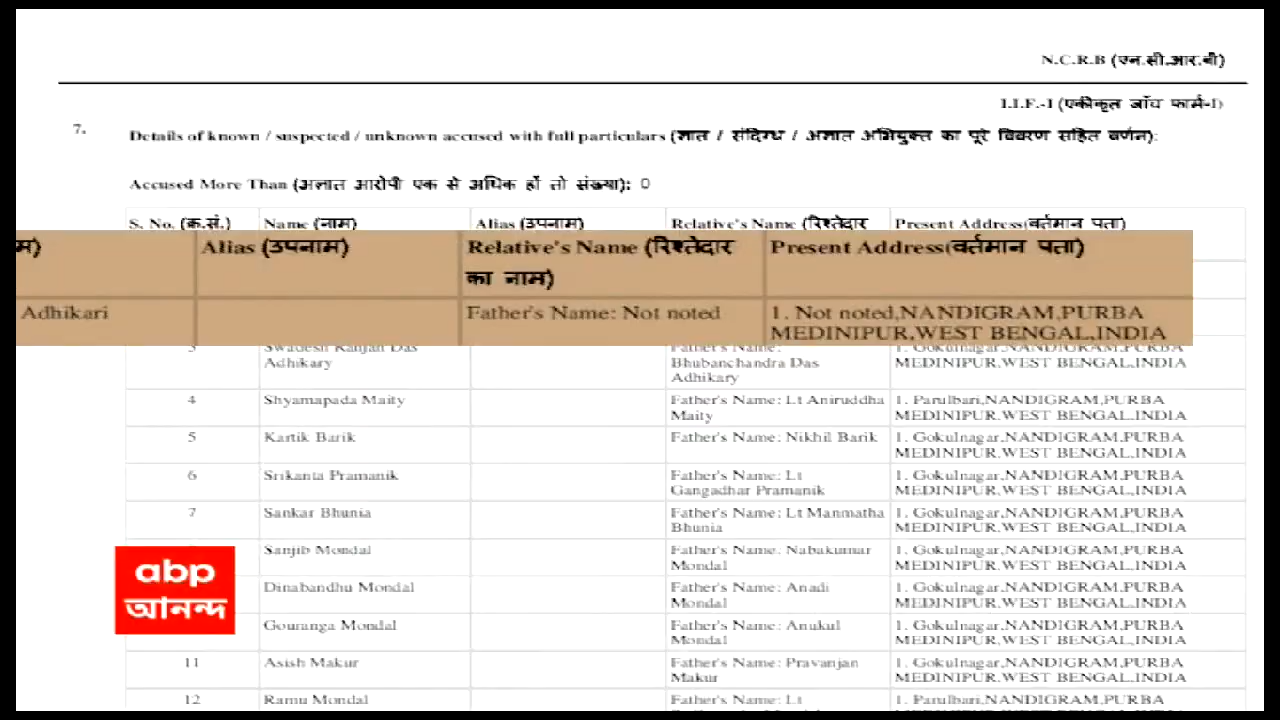 N.C.R.B (एन.सी.आर.बी)
I.I.F.-I (एकीकृत जाँच फार्म-I)
7.
Details of known / suspected / unknown accused with full particulars (ज्ञात / संदिग्ध / अज्ञात अभियुक्त का पूरे विवरण सहित वर्णन):
Accused More Than (अज्ञात आरोपी एक से अधिक हों तो संख्या): 0
S. No. (क.सं.) Name (नाम) Alias (उपनाम) Relative's Name (रिश्तेदार Present Address(वर्तमान पता)
म) Alias (उपनाम) Relative's Name (रिश्तेदार Present Address(वर्तमान पता)
का नाम)
Adhikari Father's Name: Not noted 1. Not noted,NANDIGRAM,PURBA
MEDINIPUR,WEST BENGAL,INDIA
3 Swadesh Ranjan Das Father's Name: 1. Gokulnagar,NANDIGRAM,PURBA
Adhikary Bhubanchandra Das MEDINIPUR,WEST BENGAL,INDIA
Adhikary
4 Shyamapada Maity Father's Name: Lt Aniruddha 1. Parulbari,NANDIGRAM,PURBA
Maity MEDINIPUR,WEST BENGAL,INDIA
5 Kartik Barik Father's Name: Nikhil Barik 1. Gokulnagar,NANDIGRAM,PURBA
MEDINIPUR,WEST BENGAL,INDIA
6 Srikanta Pramanik Father's Name: Lt 1. Gokulnagar,NANDIGRAM,PURBA
Gangadhar Pramanik MEDINIPUR,WEST BENGAL,INDIA
7 Sankar Bhunia Father's Name: Lt Manmatha 1. Gokulnagar,NANDIGRAM,PURBA
Bhunia MEDINIPUR,WEST BENGAL,INDIA
Sanjib Mondal Father's Name: Nabakumar 1. Gokulnagar,NANDIGRAM,PURBA
Mondal MEDINIPUR,WEST BENGAL,INDIA
abp
আনন্দ
Dinabandhu Mondal Father's Name: Anadi 1. Gokulnagar,NANDIGRAM,PURBA
Mondal MEDINIPUR,WEST BENGAL,INDIA
Gouranga Mondal Father's Name: Anukul 1. Gokulnagar,NANDIGRAM,PURBA
Mondal MEDINIPUR,WEST BENGAL,INDIA
11 Asish Makur Father's Name: Pravanjan 1. Gokulnagar,NANDIGRAM,PURBA
Makur MEDINIPUR,WEST BENGAL,INDIA
12 Ramu Mondal Father's Name: Lt 1. Parulbari,NANDIGRAM,PURBA